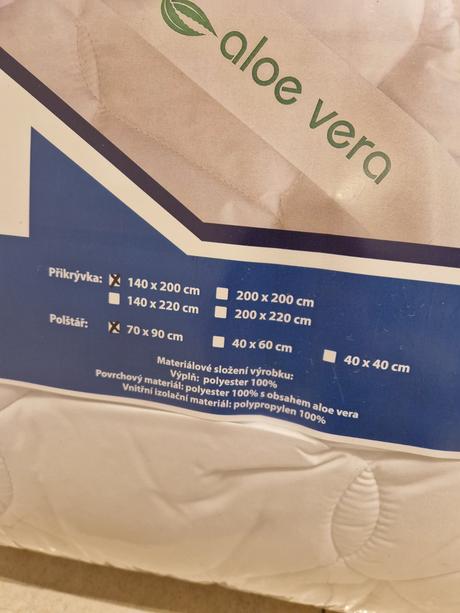 aloe vera
Přikrývka: 140 x 200 cm 200 x 200 cm
140 x 220 cm 200 x 220 cm
Polštář: 70 x 90 cm 40 x 60 cm 40 x 40 cm
Materiálové složení výrobku:
Výplň: polyester 100%
Povrchový materiál: polyester 100% s obsahem aloe vera
Vnitřní izolační materiál: polypropylen 100%